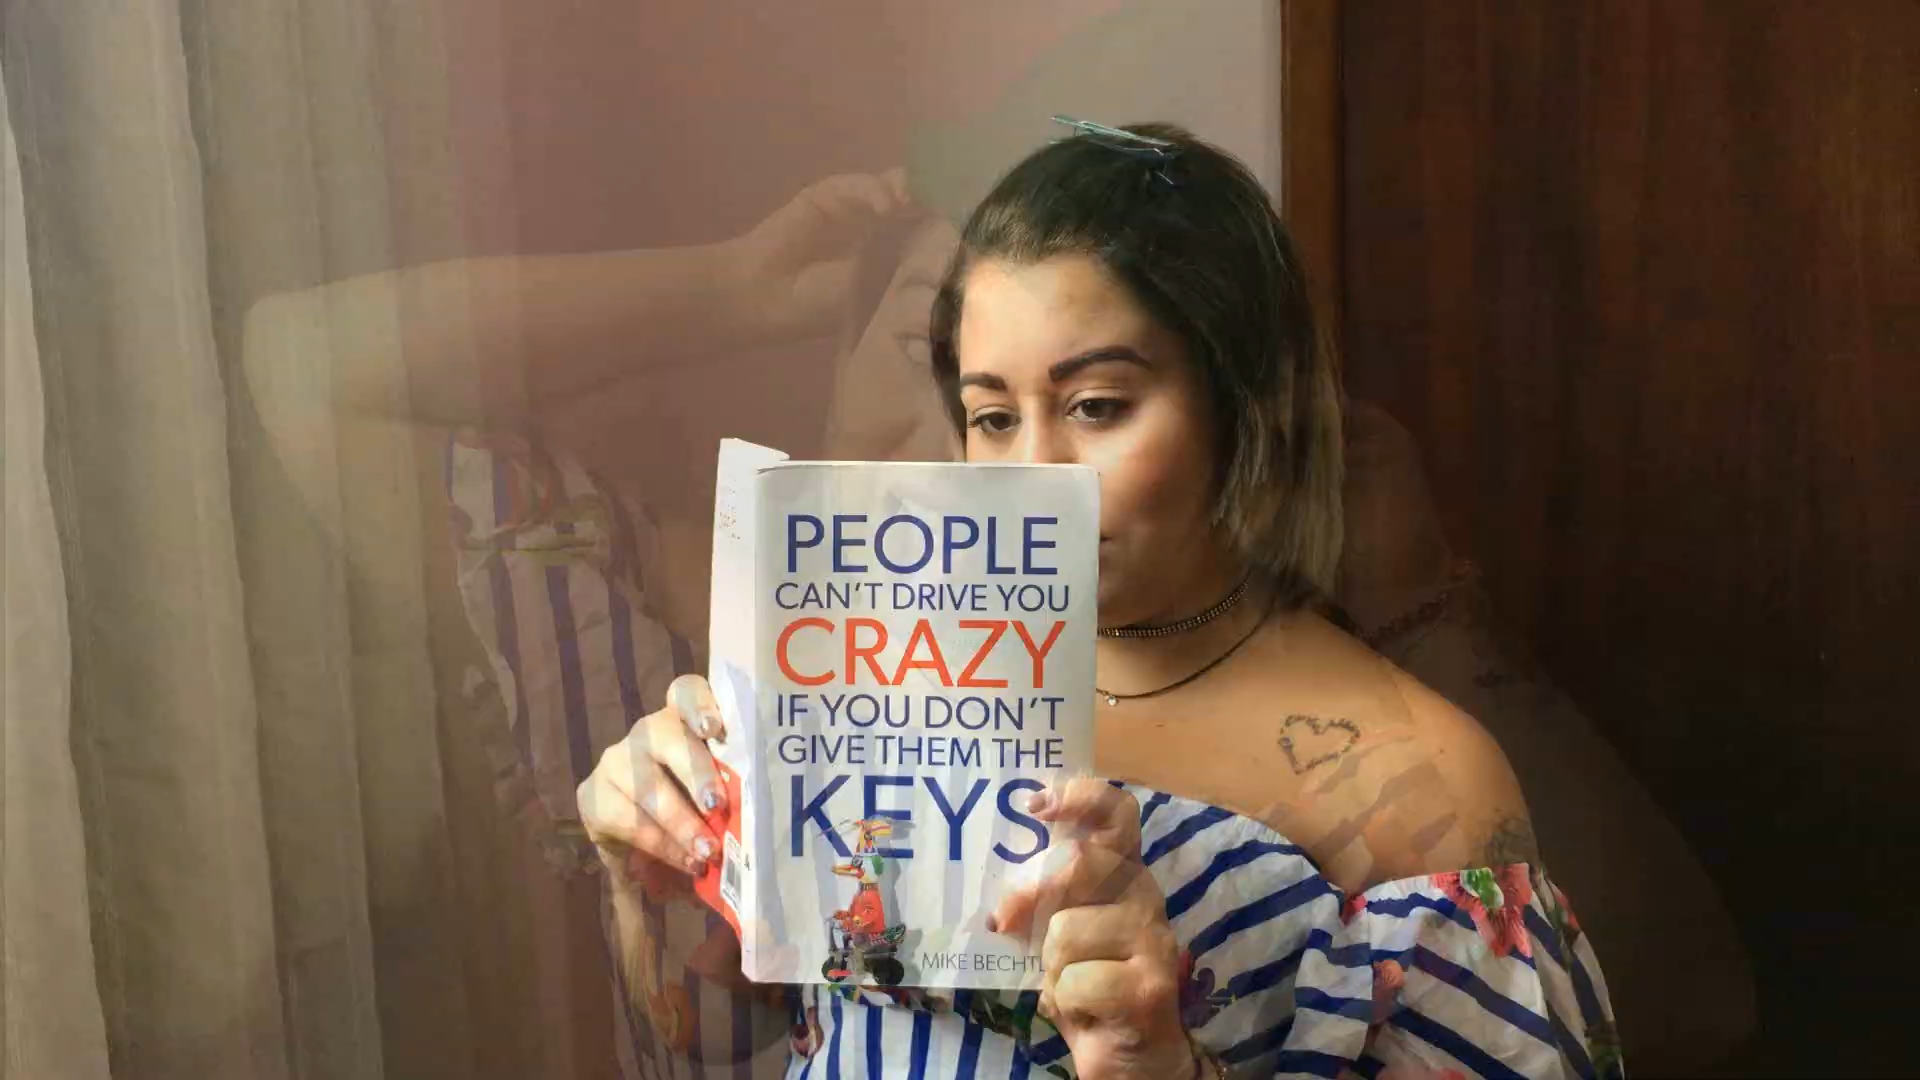 PEOPLE
CAN'T DRIVE YOU
CRAZY
IF YOU DON'T
GIVE THEM THE
KEYS
MIKE BECHTL